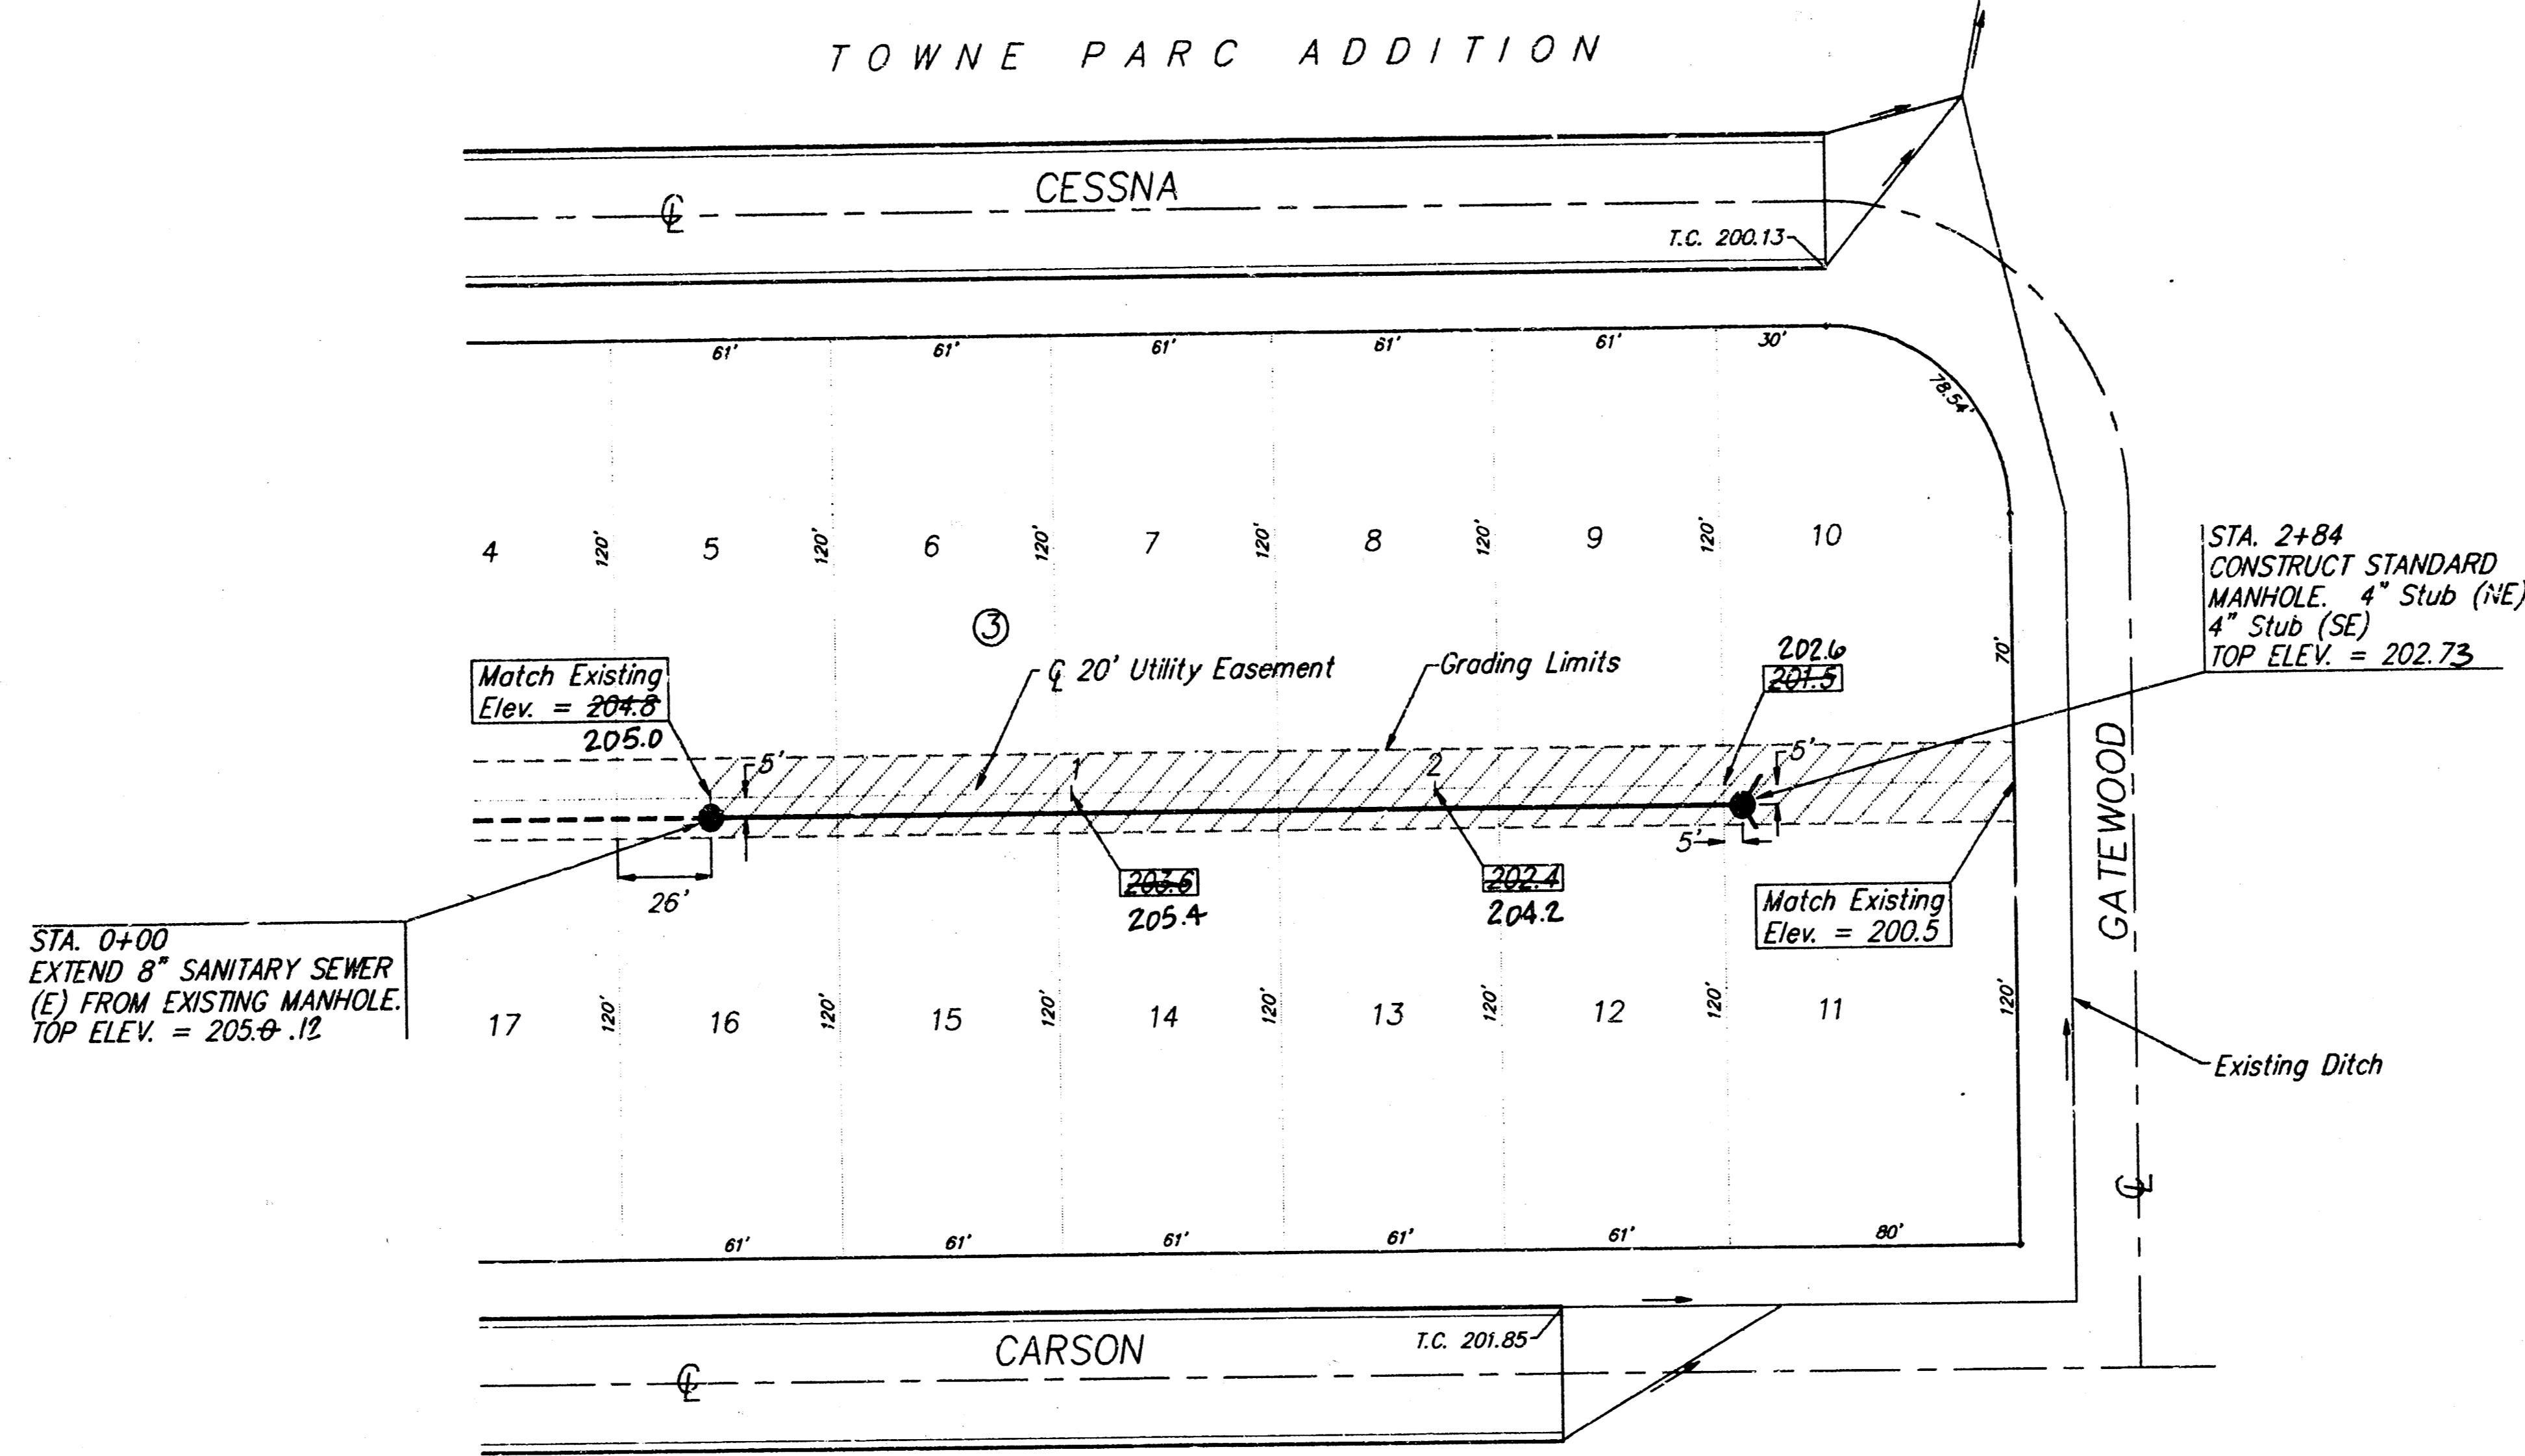 TOWNE PARC ADDITION
CESSNA
℄
T.C. 200.13
61'
61'
61'
61'
61'
30'
78.54'
4
120'
5
120'
6
120'
7
120'
8
120'
9
120'
10
STA. 2+84
CONSTRUCT STANDARD
MANHOLE. 4" Stub (NE)
4" Stub (SE)
TOP ELEV. = 202.73
70'
3
Match Existing
Elev. = 204.8
205.0
℄ 20' Utility Easement
Grading Limits
202.6
201.5
5'
1
2
5'
5'
26'
203.6
205.4
202.4
204.2
Match Existing
Elev. = 200.5
GATEWOOD
℄
STA. 0+00
EXTEND 8" SANITARY SEWER
(E) FROM EXISTING MANHOLE.
TOP ELEV. = 205.0 .12
17
120'
16
120'
15
120'
14
120'
13
120'
12
120'
11
120'
Existing Ditch
61'
61'
61'
61'
61'
80'
CARSON
T.C. 201.85
℄